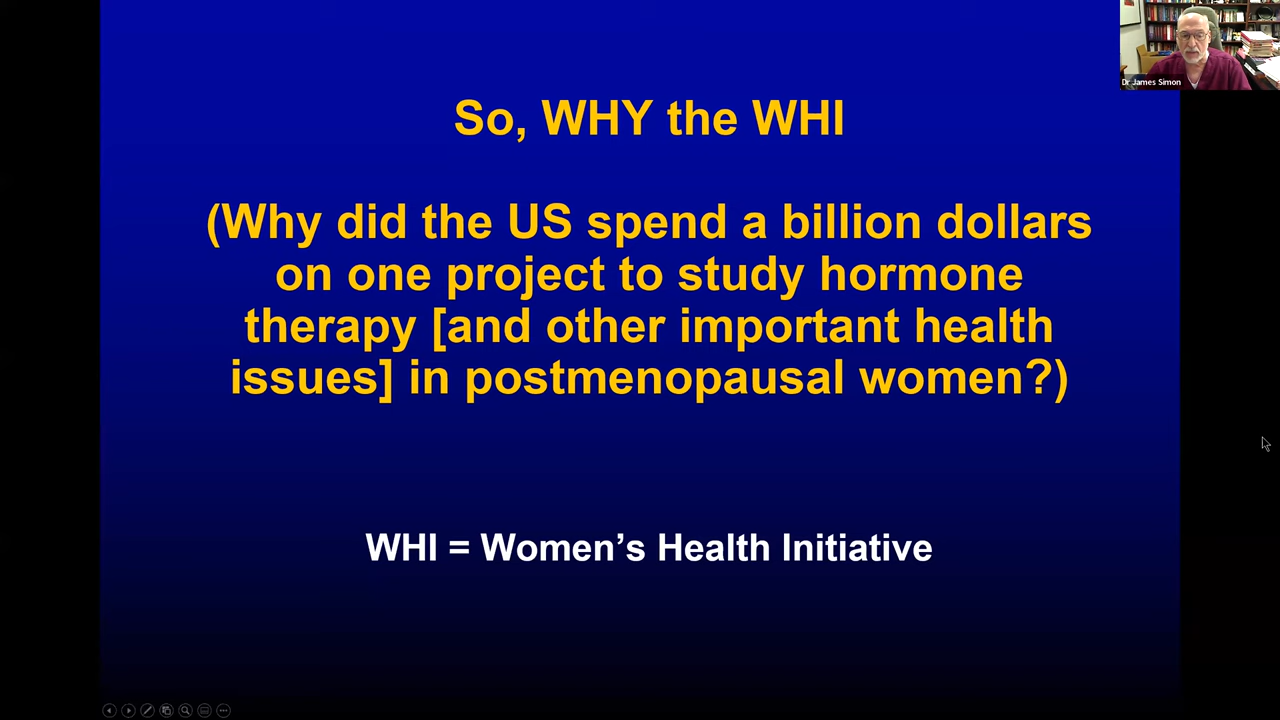 Dr James Simon
So, WHY the WHI
(Why did the US spend a billion dollars
on one project to study hormone
therapy [and other important health
issues] in postmenopausal women?)
WHI = Women’s Health Initiative